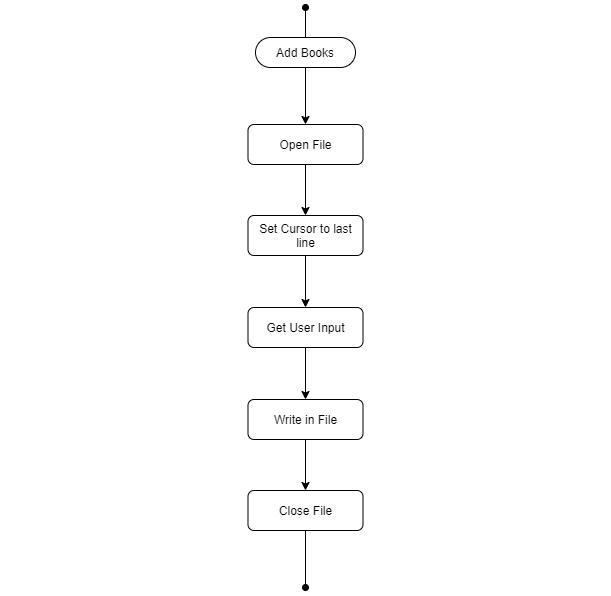 Add Books
Open File
Set Cursor to last
line
Get User Input
Write in File
Close File